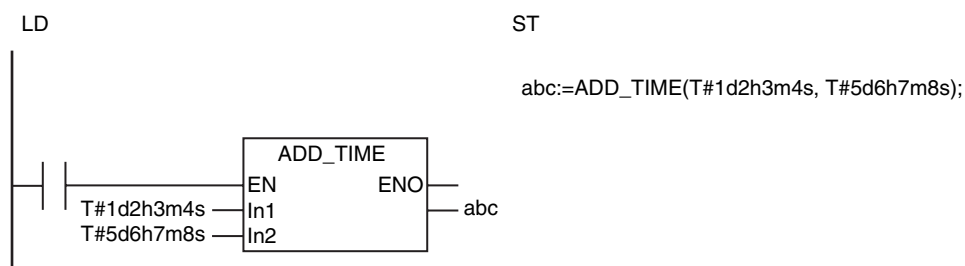 LD ST
abc:=ADD_TIME(T#1d2h3m4s, T#5d6h7m8s);
ADD_TIME
EN ENO
T#1d2h3m4s In1 abc
T#5d6h7m8s In2